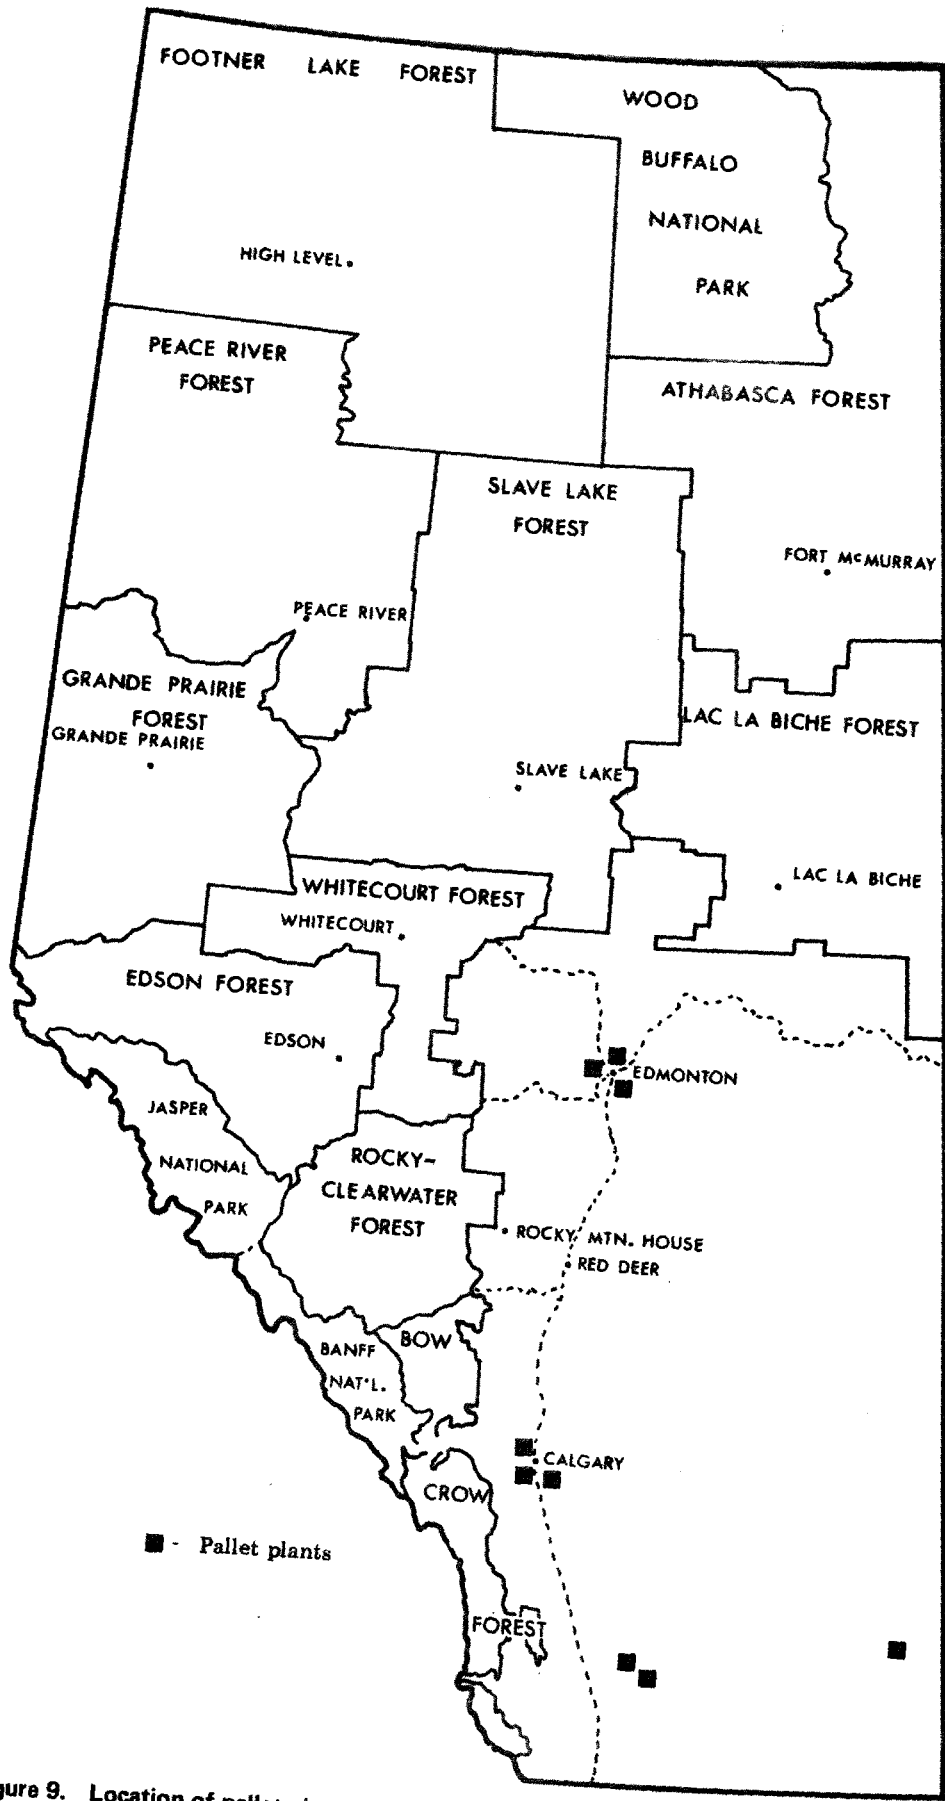 FOOTNER LAKE FOREST
WOOD
BUFFALO
NATIONAL
PARK
HIGH LEVEL
PEACE RIVER
FOREST
ATHABASCA FOREST
SLAVE LAKE
FOREST
FORT McMURRAY
PEACE RIVER
GRANDE PRAIRIE
FOREST
GRANDE PRAIRIE
LAC LA BICHE FOREST
SLAVE LAKE
LAC LA BICHE
WHITECOURT FOREST
WHITECOURT
EDSON FOREST
EDSON
EDMONTON
JASPER
NATIONAL
PARK
ROCKY-
CLEARWATER
FOREST
ROCKY MTN. HOUSE
RED DEER
BOW
BANFF
NAT'L.
PARK
CALGARY
CROW
FOREST
- Pallet plants
gure 9. Location of